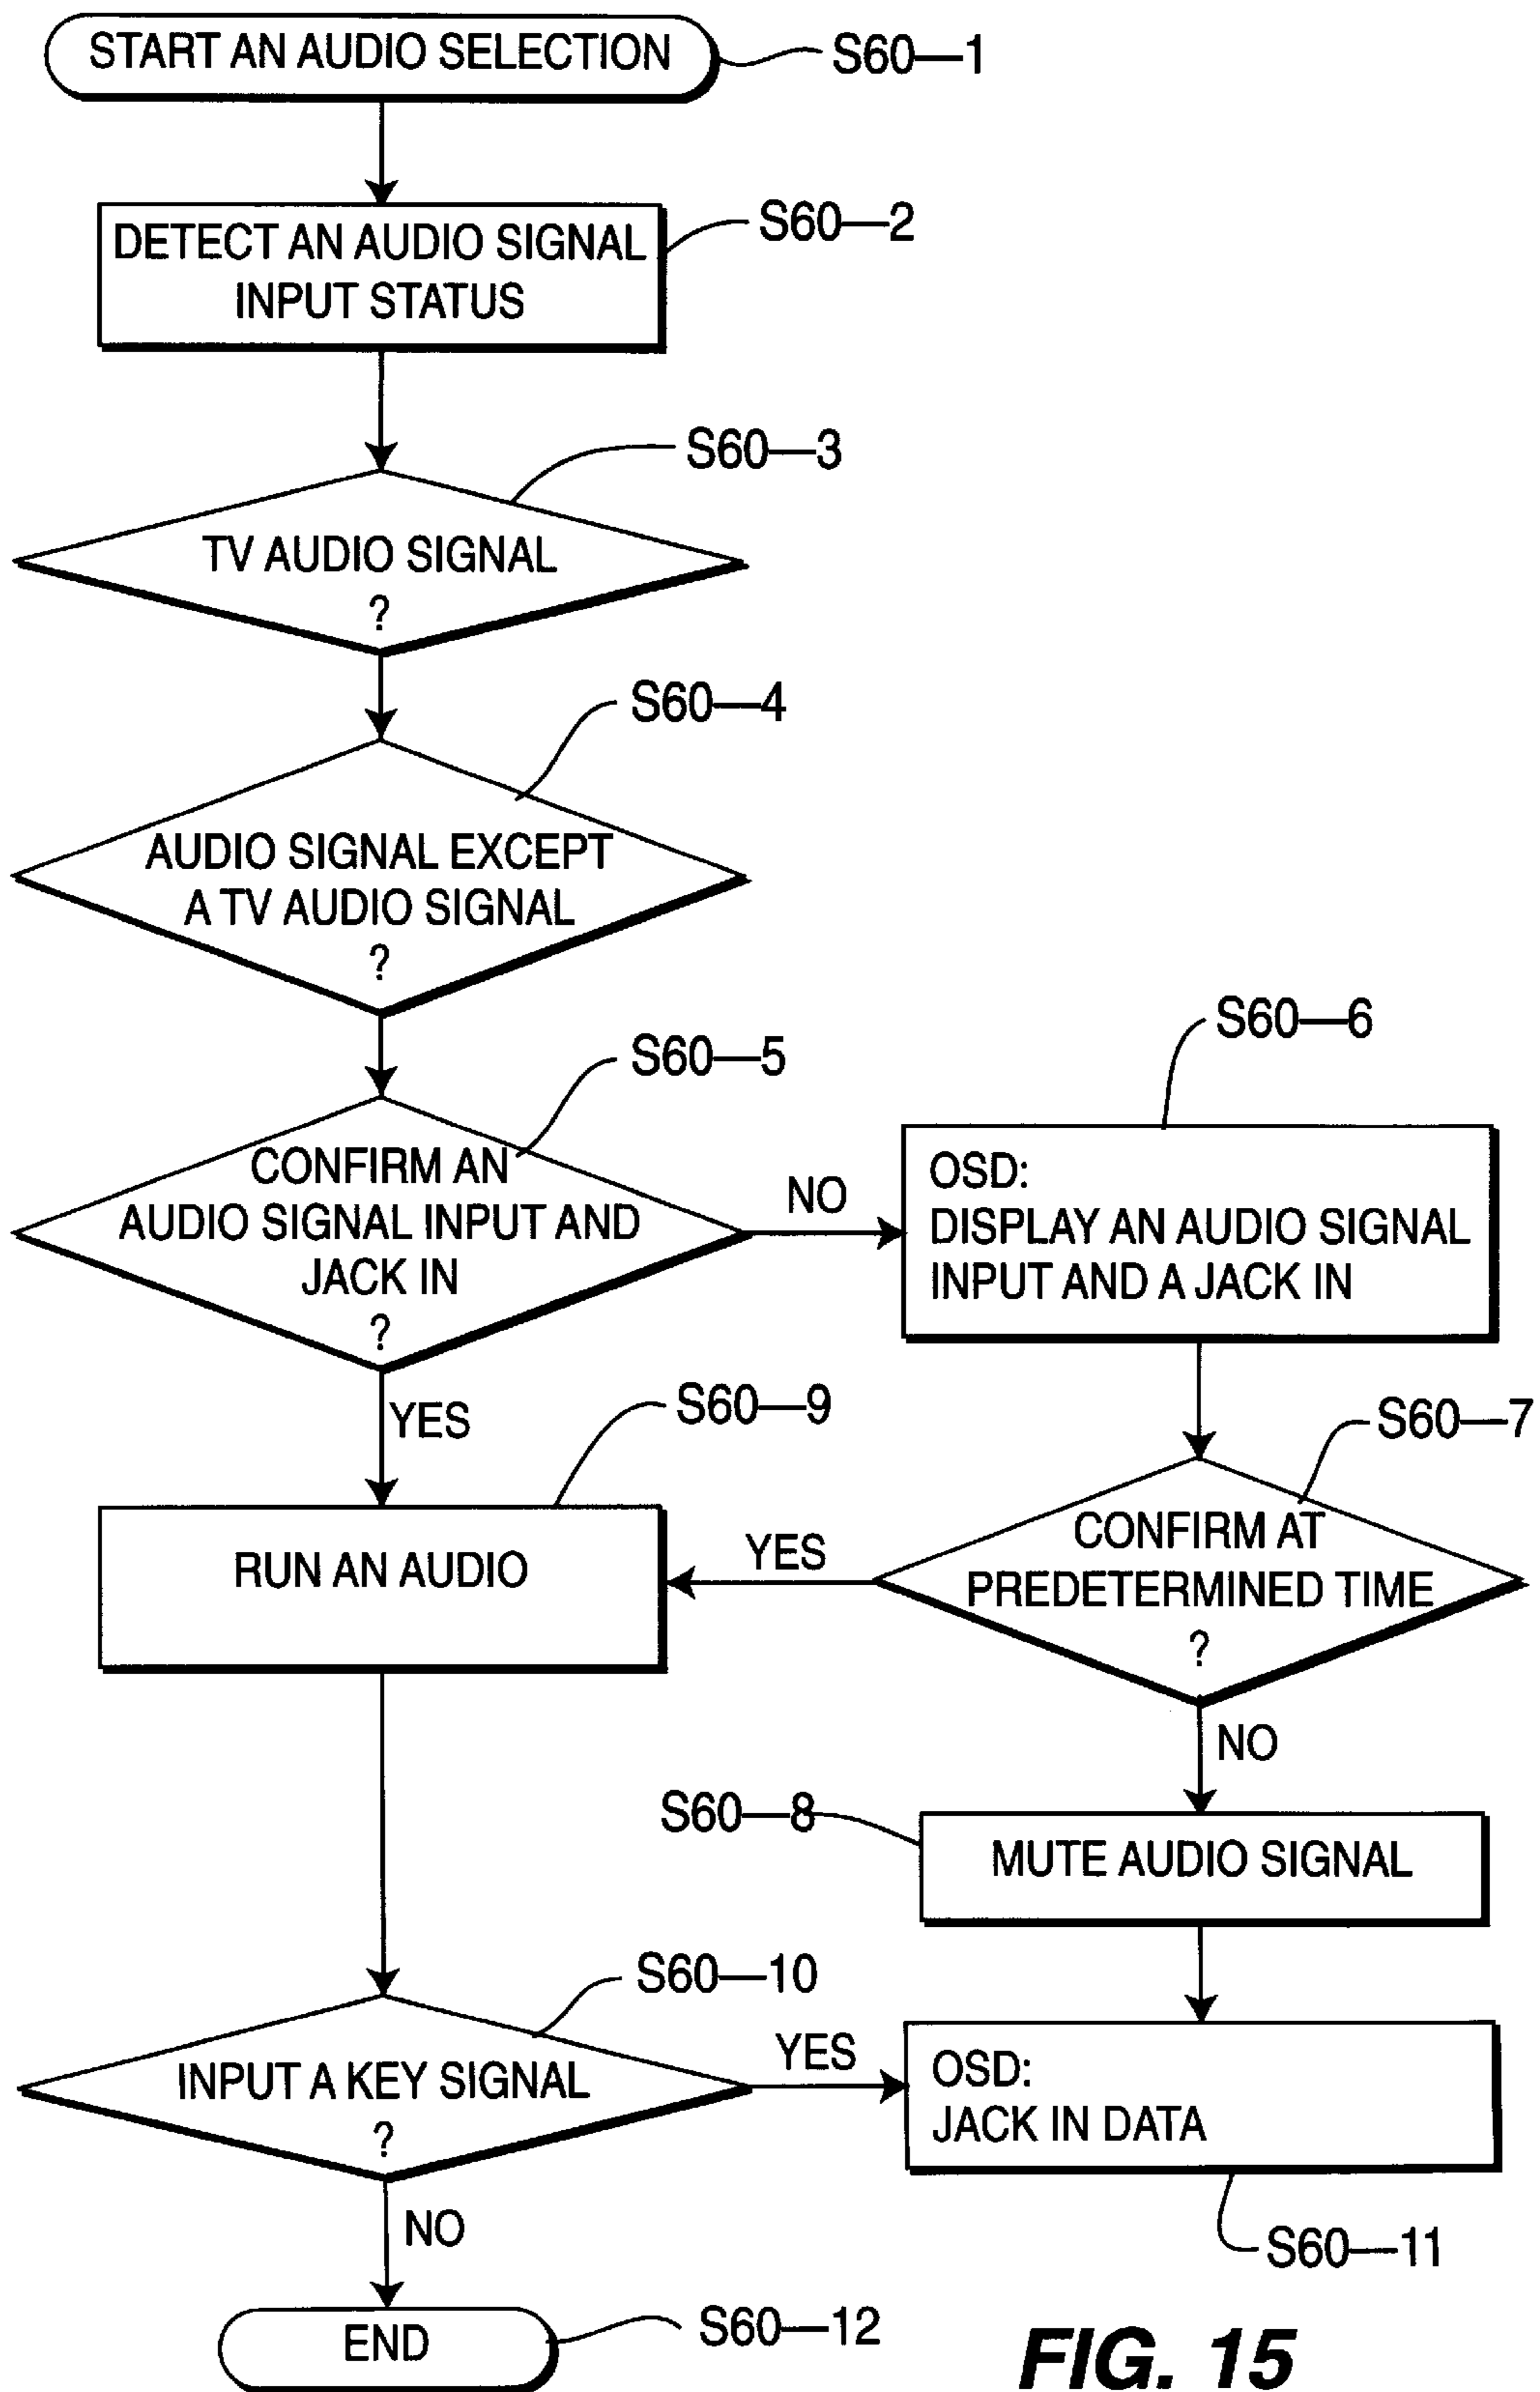 START AN AUDIO SELECTION
S60—1
DETECT AN AUDIO SIGNAL
INPUT STATUS
S60—2
S60—3
TV AUDIO SIGNAL
?
S60—4
AUDIO SIGNAL EXCEPT
A TV AUDIO SIGNAL
?
S60—5
CONFIRM AN
AUDIO SIGNAL INPUT AND
JACK IN
?
NO
S60—6
OSD:
DISPLAY AN AUDIO SIGNAL
INPUT AND A JACK IN
YES
S60—9
RUN AN AUDIO
YES
S60—7
CONFIRM AT
PREDETERMINED TIME
?
NO
S60—8
MUTE AUDIO SIGNAL
S60—10
INPUT A KEY SIGNAL
?
YES
OSD:
JACK IN DATA
S60—11
NO
END
S60—12
FIG. 15